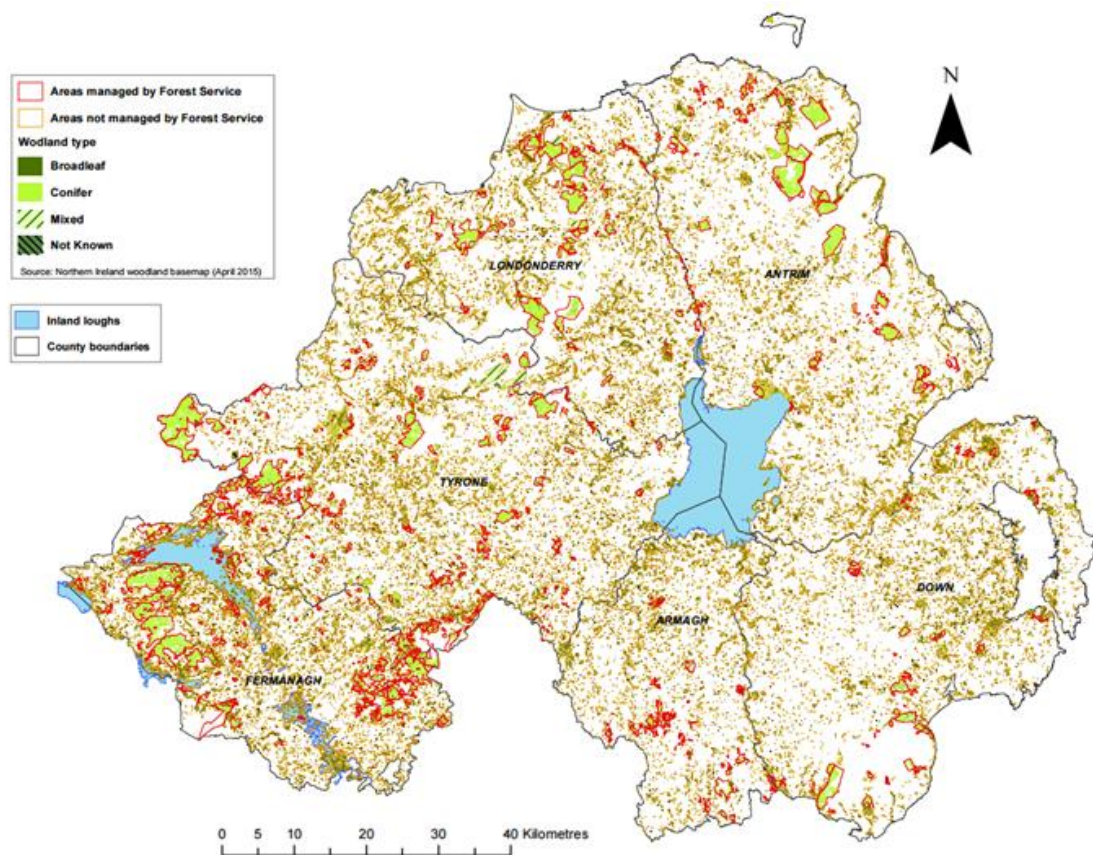 Areas managed by Forest Service
Areas not managed by Forest Service
Wodland type
Broadleaf
Conifer
Mixed
Not Known
Source: Northern Ireland woodland basemap (April 2015)
Inland loughs
County boundaries
N
LONDONDERRY
ANTRIM
TYRONE
DOWN
ARMAGH
FERMANAGH
0 5 10 20 30 40 Kilometres